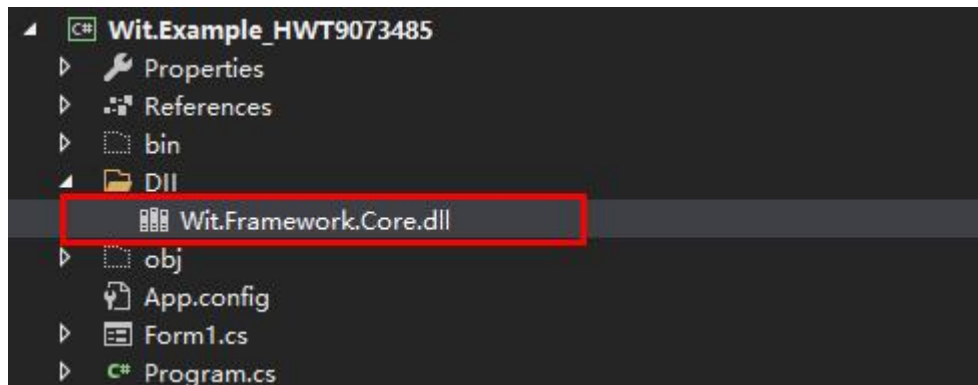 C# Wit.Example_HWT9073485
Properties
References
bin
Dll
Wit.Framework.Core.dll
obj
App.config
Form1.cs
C# Program.cs